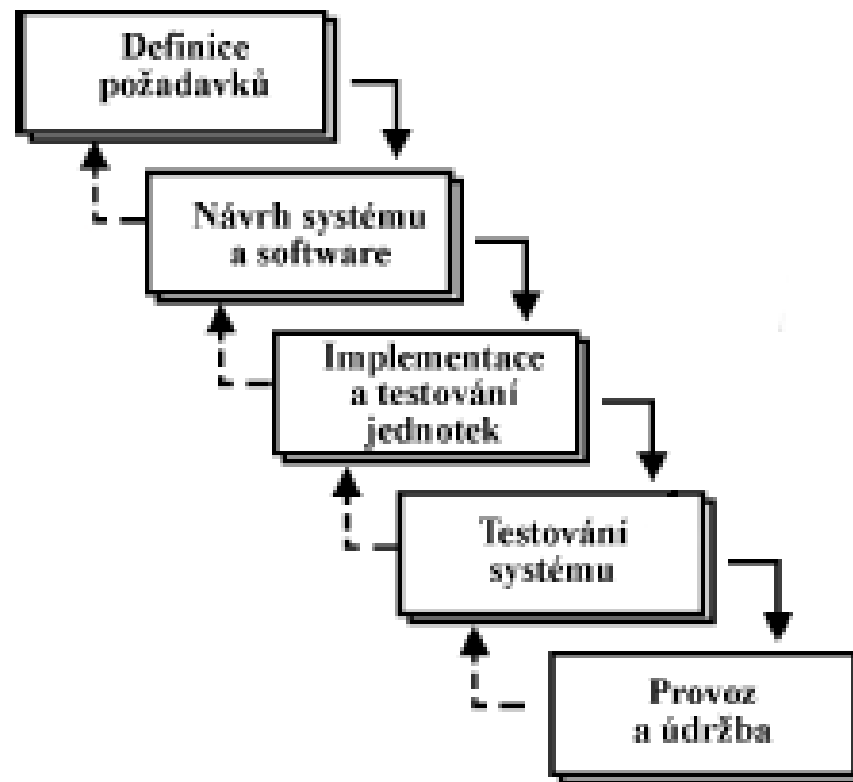 Definice
požadavků
Návrh systému
a software
Implementace
a testování
jednotek
Testování
systému
Provoz
a údržba